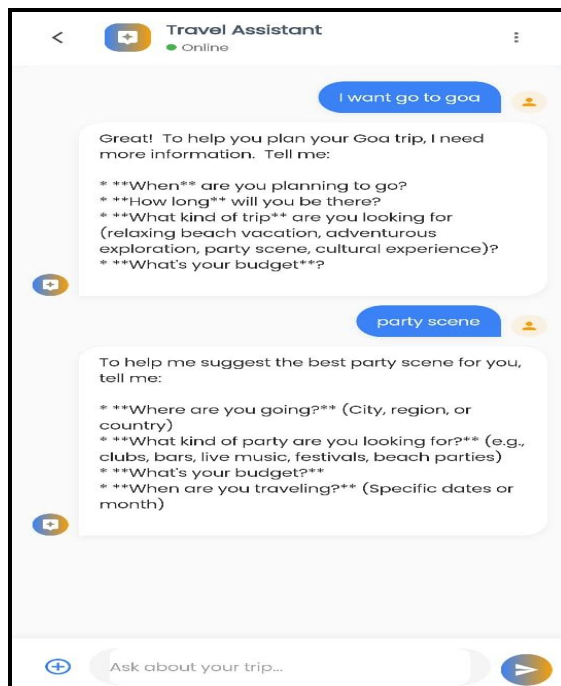 Travel Assistant
Online
I want go to goa
Great!  To help you plan your Goa trip, I need
more information.  Tell me:
* **When** are you planning to go?
* **How long** will you be there?
* **What kind of trip** are you looking for
(relaxing beach vacation, adventurous
exploration, party scene, cultural experience)?
* **What's your budget**?
party scene
To help me suggest the best party scene for you,
tell me:
* **Where are you going?** (City, region, or
country)
* **What kind of party are you looking for?** (e.g.,
clubs, bars, live music, festivals, beach parties)
* **What's your budget?**
* **When are you traveling?** (Specific dates or
month)
Ask about your trip...